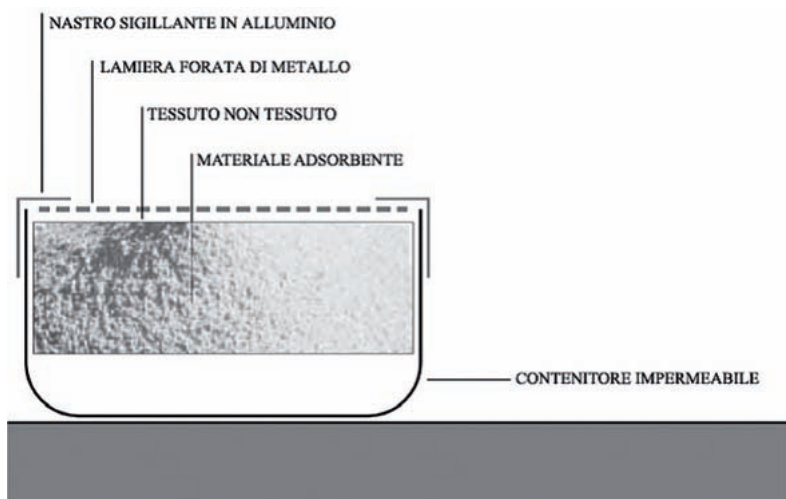 NASTRO SIGILLANTE IN ALLUMINIO
LAMIERA FORATA DI METALLO
TESSUTO NON TESSUTO
MATERIALE ADSORBENTE
CONTENITORE IMPERMEABILE